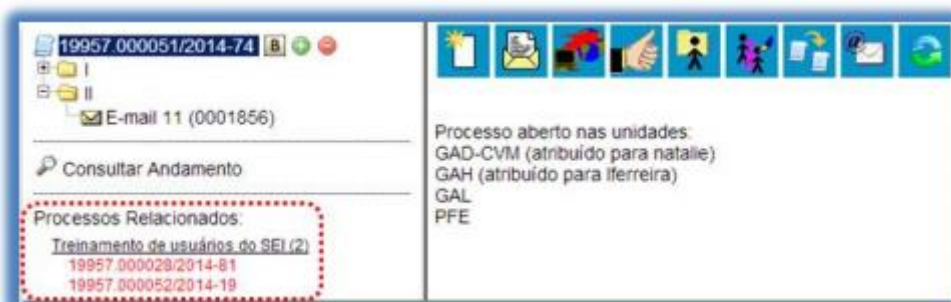 19957.000051/2014-74 B
I
II
E-mail 11 (0001856)
Consultar Andamento
Processos Relacionados:
Treinamento de usuários do SEI (2)
19957.000028/2014-81
19957.000052/2014-19
Processo aberto nas unidades:
GAD-CVM (atribuído para natalie)
GAH (atribuído para lferreira)
GAL
PFE